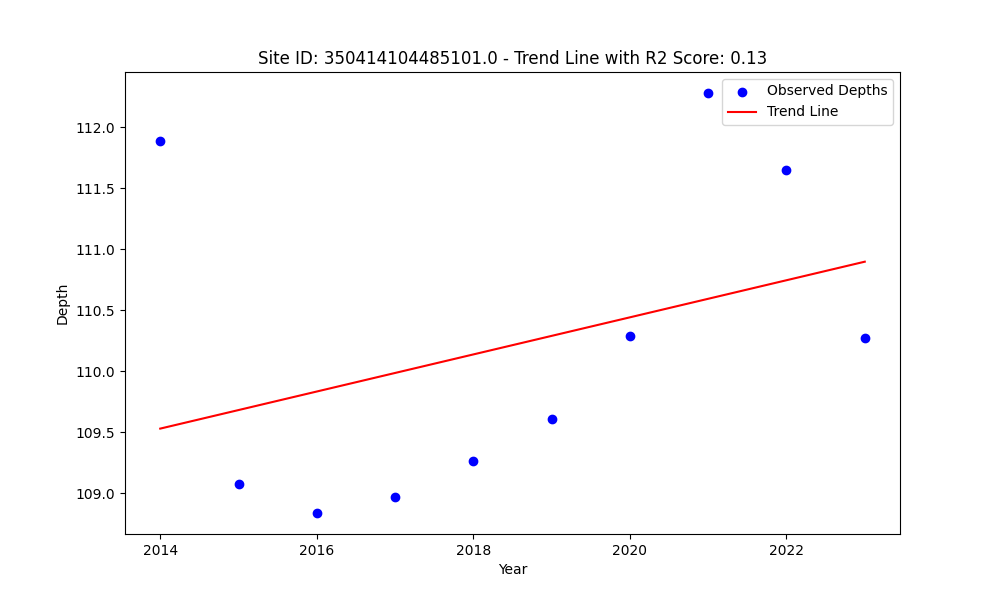 Site ID: 350414104485101.0 - Trend Line with R2 Score: 0.13
Observed Depths
Trend Line
112.0
111.5
111.0
110.5
110.0
109.5
109.0
Depth
2014
2016
2018
2020
2022
Year